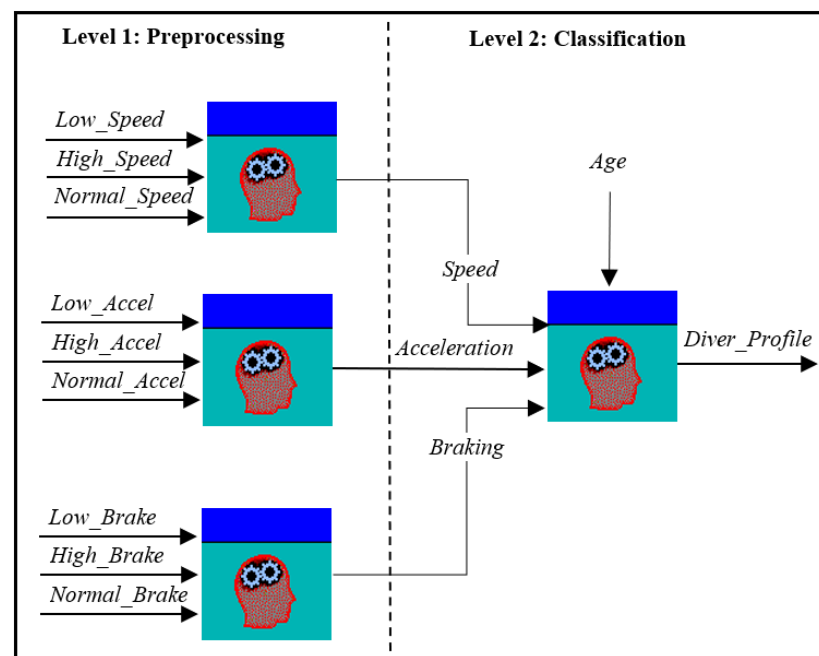 Level 1: Preprocessing
Level 2: Classification
Low_Speed
High_Speed
Normal_Speed
Age
Speed
Low_Accel
High_Accel
Normal_Accel
Acceleration
Diver_Profile
Braking
Low_Brake
High_Brake
Normal_Brake